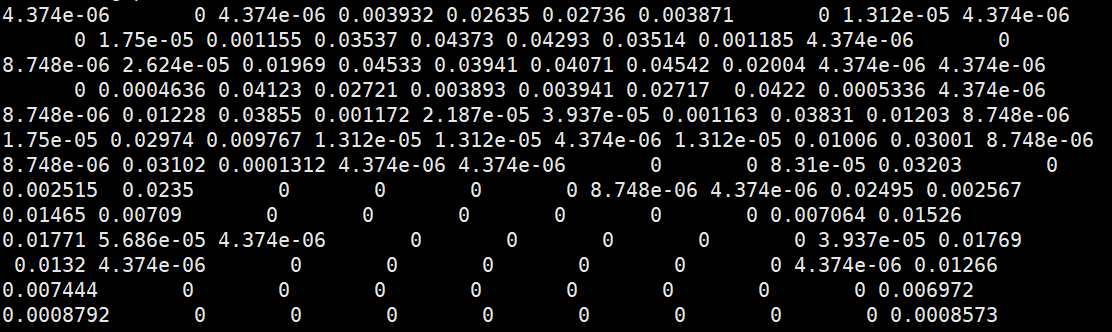 4.374e-06 0 4.374e-06 0.003932 0.02635 0.02736 0.003871 0 1.312e-05 4.374e-06
0 1.75e-05 0.001155 0.03537 0.04373 0.04293 0.03514 0.001185 4.374e-06 0
8.748e-06 2.624e-05 0.01969 0.04533 0.03941 0.04071 0.04542 0.02004 4.374e-06 4.374e-06
0 0.0004636 0.04123 0.02721 0.003893 0.003941 0.02717 0.0422 0.0005336 4.374e-06
8.748e-06 0.01228 0.03855 0.001172 2.187e-05 3.937e-05 0.001163 0.03831 0.01203 8.748e-06
1.75e-05 0.02974 0.009767 1.312e-05 1.312e-05 4.374e-06 1.312e-05 0.01006 0.03001 8.748e-06
8.748e-06 0.03102 0.0001312 4.374e-06 4.374e-06 0 0 8.31e-05 0.03203 0
0.002515 0.0235 0 0 0 0 8.748e-06 4.374e-06 0.02495 0.002567
0.01465 0.00709 0 0 0 0 0 0 0.007064 0.01526
0.01771 5.686e-05 4.374e-06 0 0 0 0 0 3.937e-05 0.01769
0.0132 4.374e-06 0 0 0 0 0 0 4.374e-06 0.01266
0.007444 0 0 0 0 0 0 0 0 0.006972
0.0008792 0 0 0 0 0 0 0 0 0.0008573